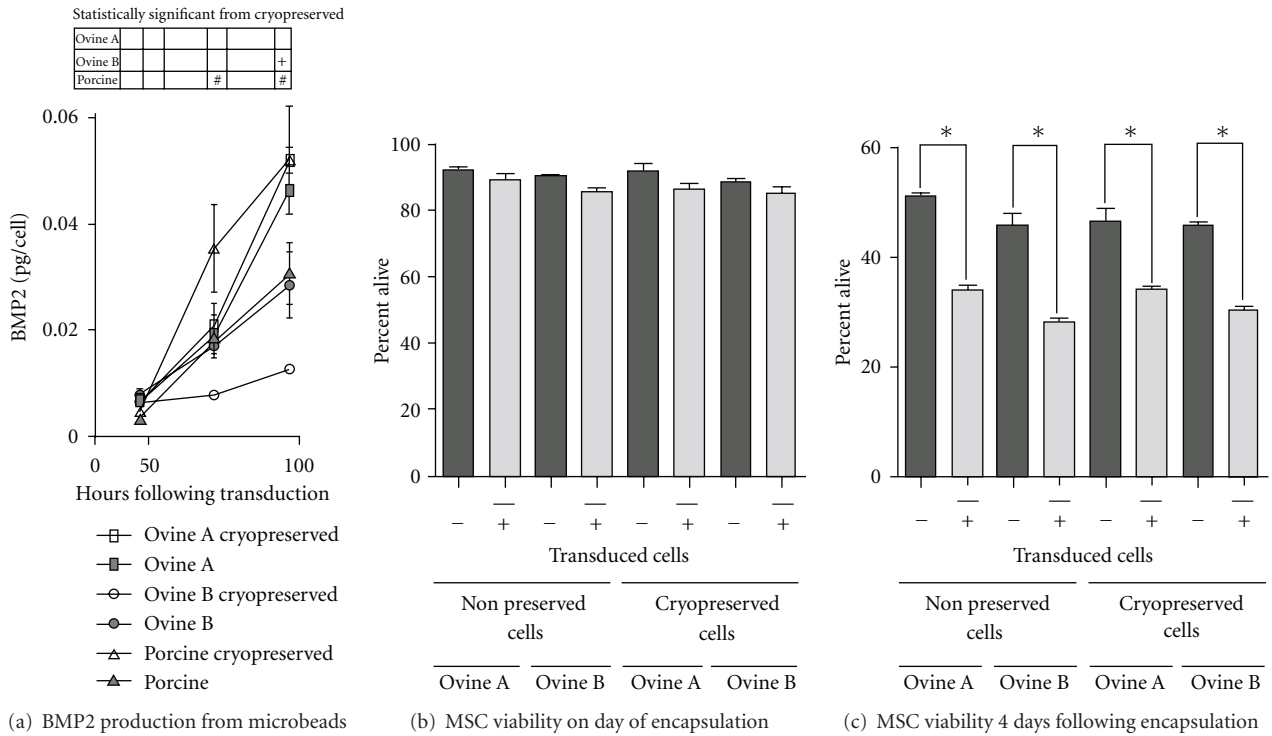 Statistically significant from cryopreserved
Ovine A
Ovine B +
Porcine # #
0.06
0.04
0.02
0
BMP2 (pg/cell)
0 50 100
Hours following transduction
Ovine A cryopreserved
Ovine A
Ovine B cryopreserved
Ovine B
Porcine cryopreserved
Porcine
(a) BMP2 production from microbeads
100
80
60
40
20
0
Percent alive
− + − + − + − +
Transduced cells
Non preserved cells
Cryopreserved cells
Ovine A Ovine B Ovine A Ovine B
(b) MSC viability on day of encapsulation
60
40
20
0
Percent alive
* * * *
− + − + − + − +
Transduced cells
Non preserved cells
Cryopreserved cells
Ovine A Ovine B Ovine A Ovine B
(c) MSC viability 4 days following encapsulation